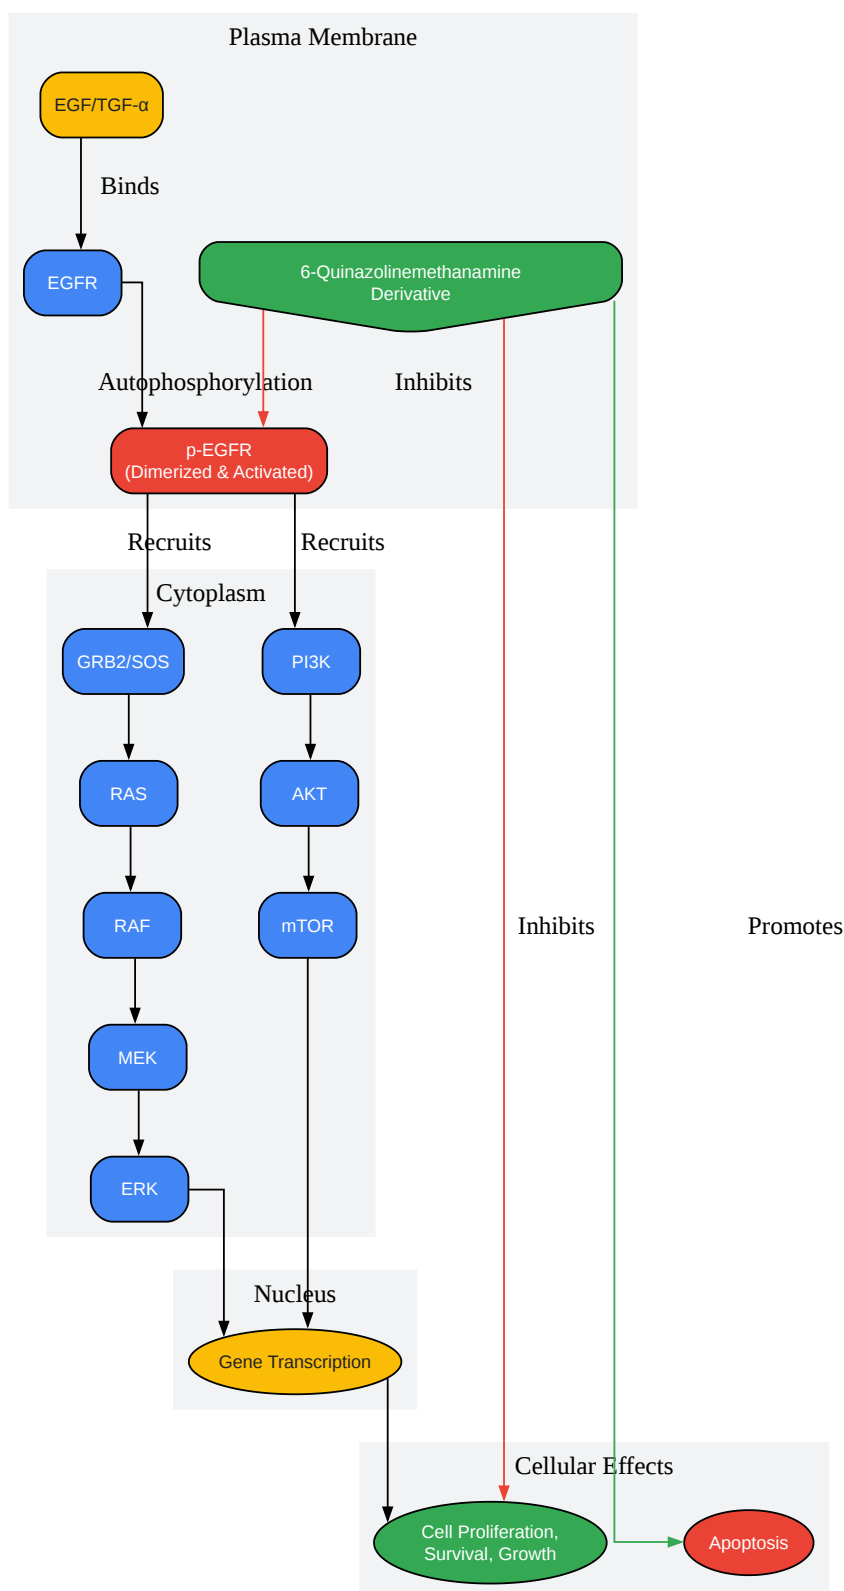 Plasma Membrane
EGF/TGF-α
Binds
EGFR
6-Quinazolinemethanamine
Derivative
Autophosphorylation
Inhibits
p-EGFR
(Dimerized & Activated)
Recruits
Recruits
Cytoplasm
GRB2/SOS
PI3K
RAS
AKT
RAF
mTOR
Inhibits
Promotes
MEK
ERK
Nucleus
Gene Transcription
Cellular Effects
Cell Proliferation,
Survival, Growth
Apoptosis